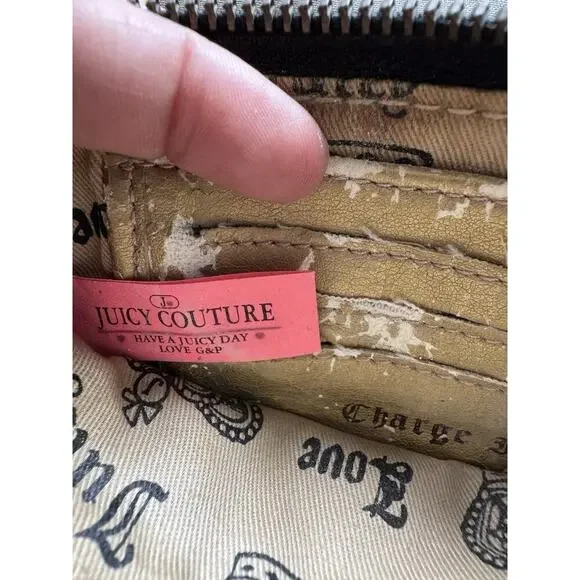 J
JUICY COUTURE
HAVE A JUICY DAY
LOVE G&P
Charge
Love